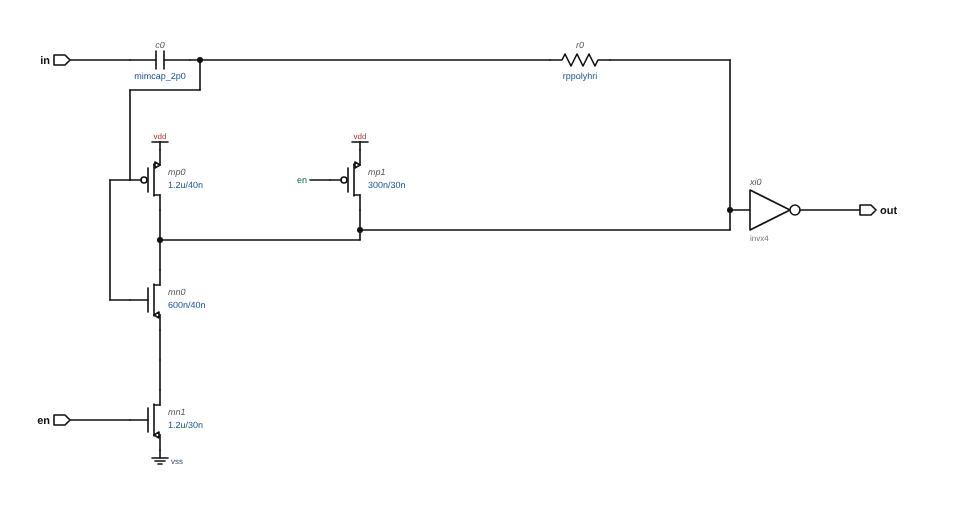 c0
r0
in
mimcap_2p0
rppolyhri
vdd
vdd
mp0
1.2u/40n
en
mp1
300n/30n
xi0
out
invx4
mn0
600n/40n
mn1
1.2u/30n
en
vss